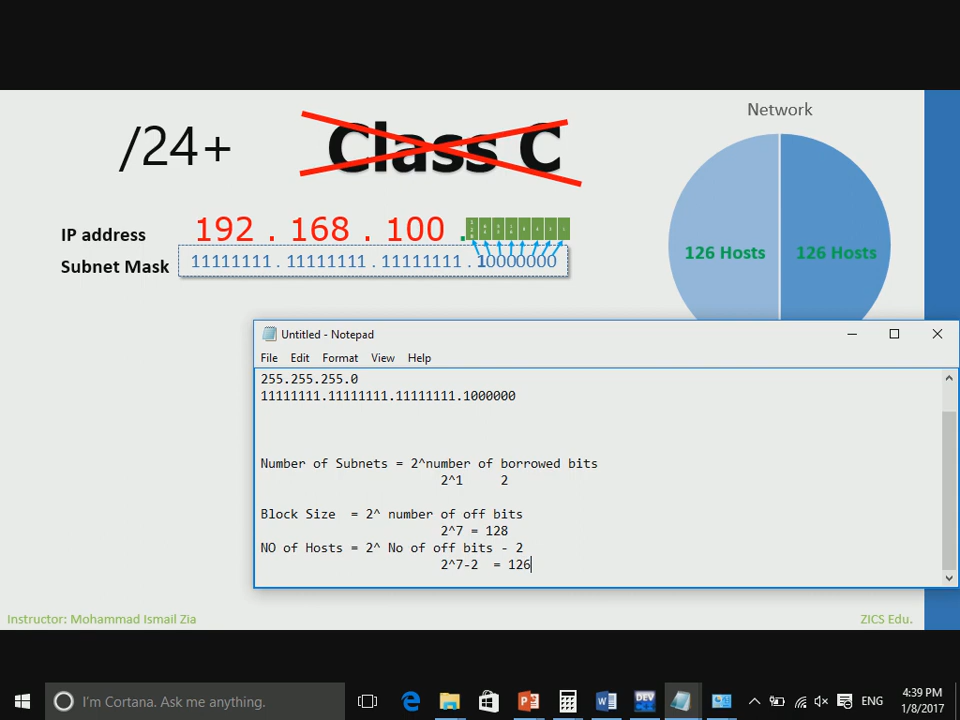 Network
/24+ Class C
IP address 192 . 168 . 100 .
Subnet Mask 11111111 . 11111111 . 11111111 . 10000000
126 Hosts 126 Hosts
Untitled - Notepad
File Edit Format View Help
255.255.255.0
11111111.11111111.11111111.1000000
Number of Subnets = 2^number of borrowed bits
2^1 2
Block Size = 2^ number of off bits
2^7 = 128
NO of Hosts = 2^ No of off bits - 2
2^7-2 = 126
Instructor: Mohammad Ismail Zia ZICS Edu.
I'm Cortana. Ask me anything.
DEV
ENG
4:39 PM
1/8/2017